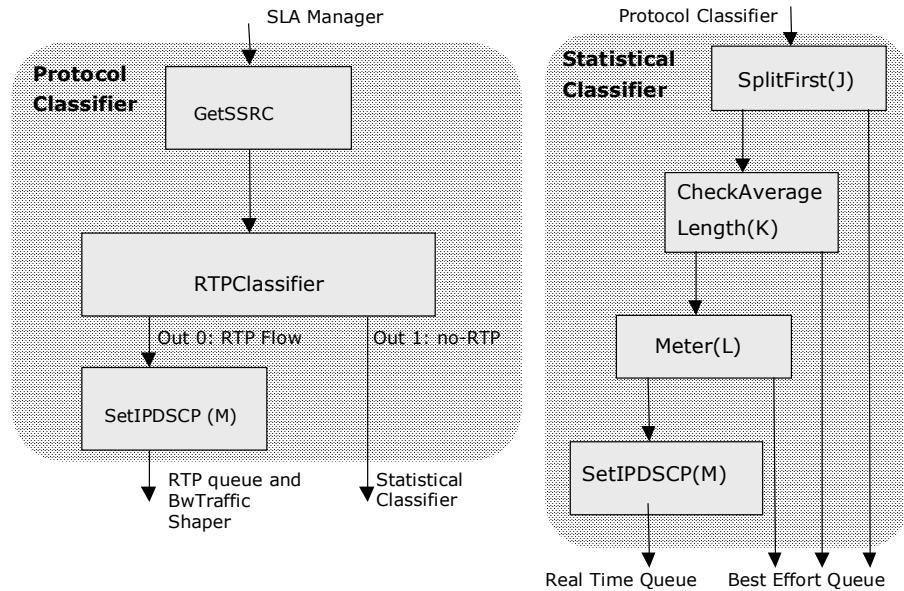 SLA Manager
Protocol
Classifier
GetSSRC
RTPClassifier
Out 0: RTP Flow
Out 1: no-RTP
SetIPDSCP (M)
RTP queue and
BwTraffic
Shaper
Statistical
Classifier
Protocol Classifier
Statistical
Classifier
SplitFirst(J)
CheckAverage
Length(K)
Meter(L)
SetIPDSCP(M)
Real Time Queue
Best Effort Queue